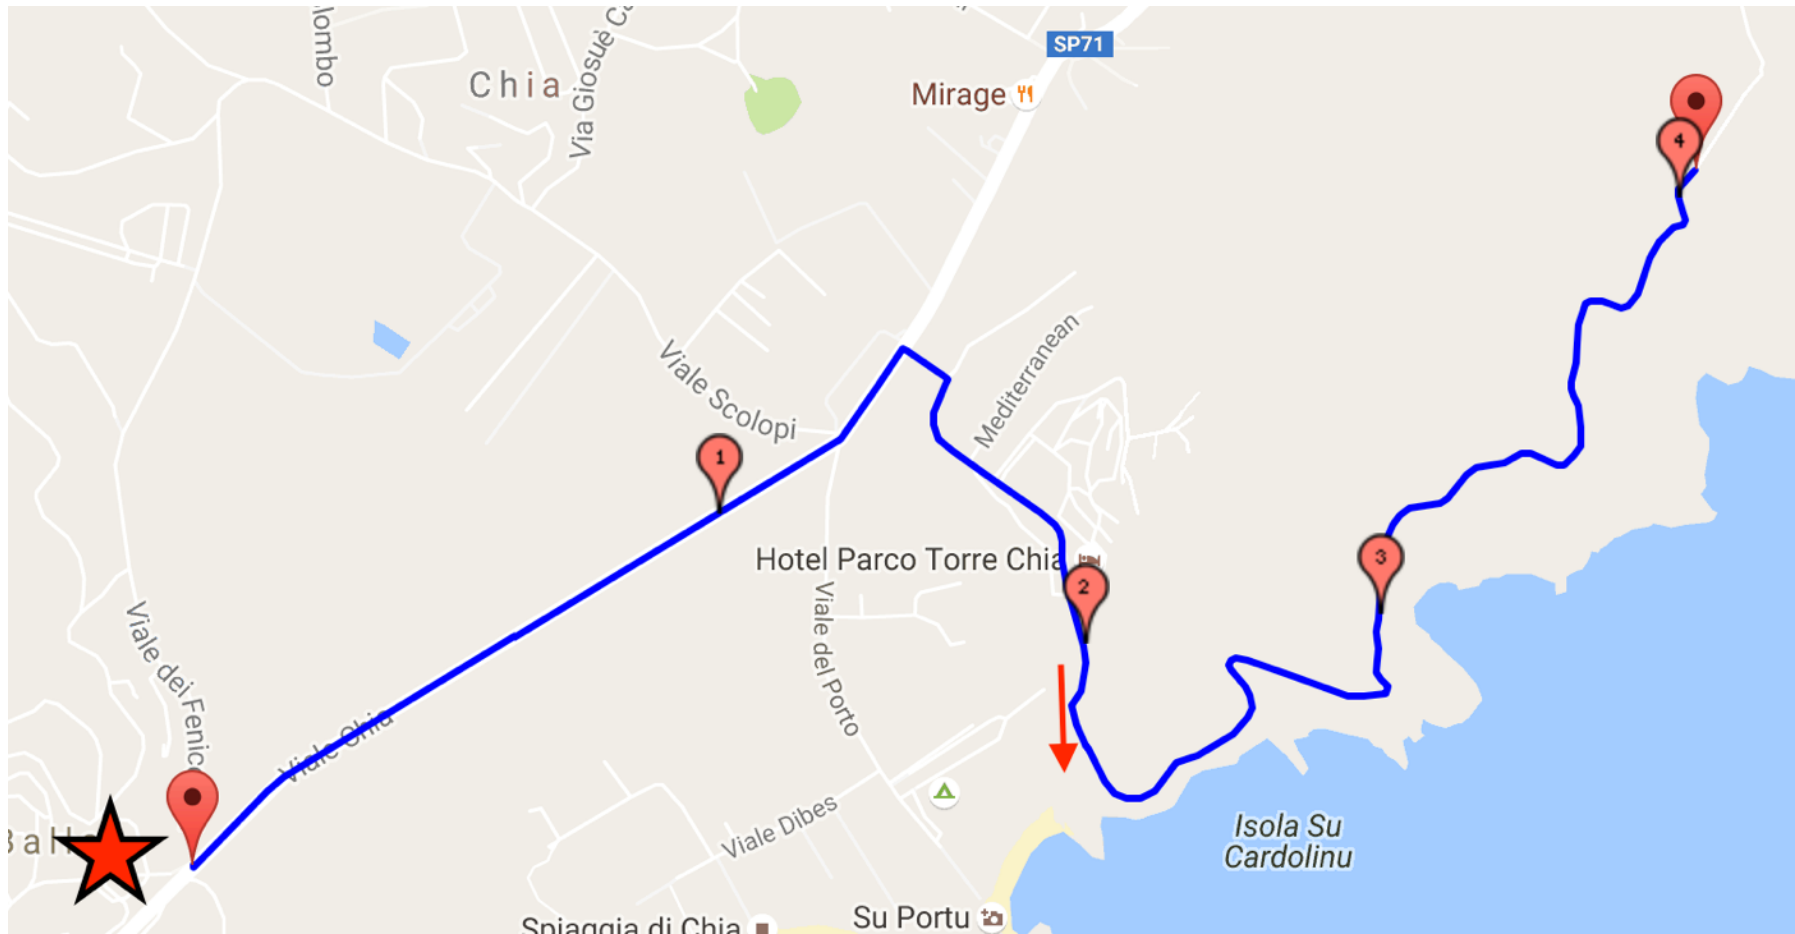 SP71
Chia
Mirage
Via Giosuè Ca
4
Viale Scolopi
Mediterranean
1
Hotel Parco Torre Chia
2
3
Viale del Porto
Viale dei Fenic
Viale Chia
Viale Dibes
Isola Su
Cardolinu
Su Portu
Spiaggia di Chia